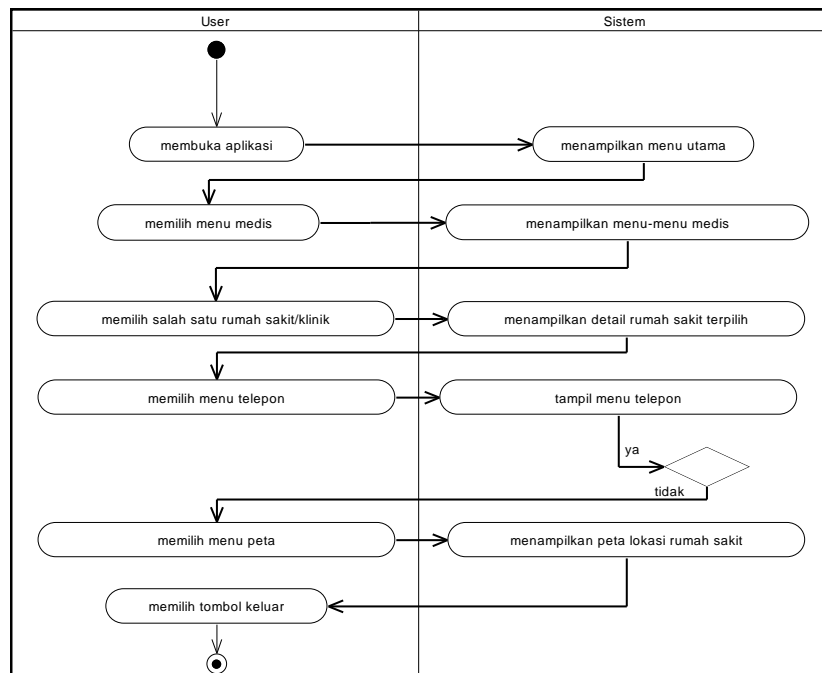 User
Sistem
membuka aplikasi
menampilkan menu utama
memilih menu medis
menampilkan menu-menu medis
memilih salah satu rumah sakit/klinik
menampilkan detail rumah sakit terpilih
memilih menu telepon
tampil menu telepon
ya
tidak
memilih menu peta
menampilkan peta lokasi rumah sakit
memilih tombol keluar